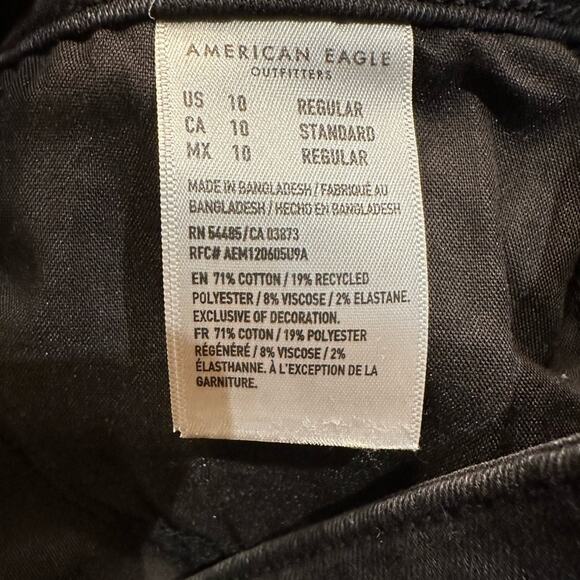 AMERICAN EAGLE
OUTFITTERS
US 10 REGULAR
CA 10 STANDARD
MX 10 REGULAR
MADE IN BANGLADESH / FABRIQUÉ AU
BANGLADESH / HECHO EN BANGLADESH
RN 54485/CA 03873
RFC# AEM120605U9A
EN 71% COTTON / 19% RECYCLED
POLYESTER / 8% VISCOSE / 2% ELASTANE.
EXCLUSIVE OF DECORATION.
FR 71% COTON / 19% POLYESTER
RÉGÉNÉRÉ / 8% VISCOSE / 2%
ÉLASTHANNE. À L'EXCEPTION DE LA
GARNITURE.